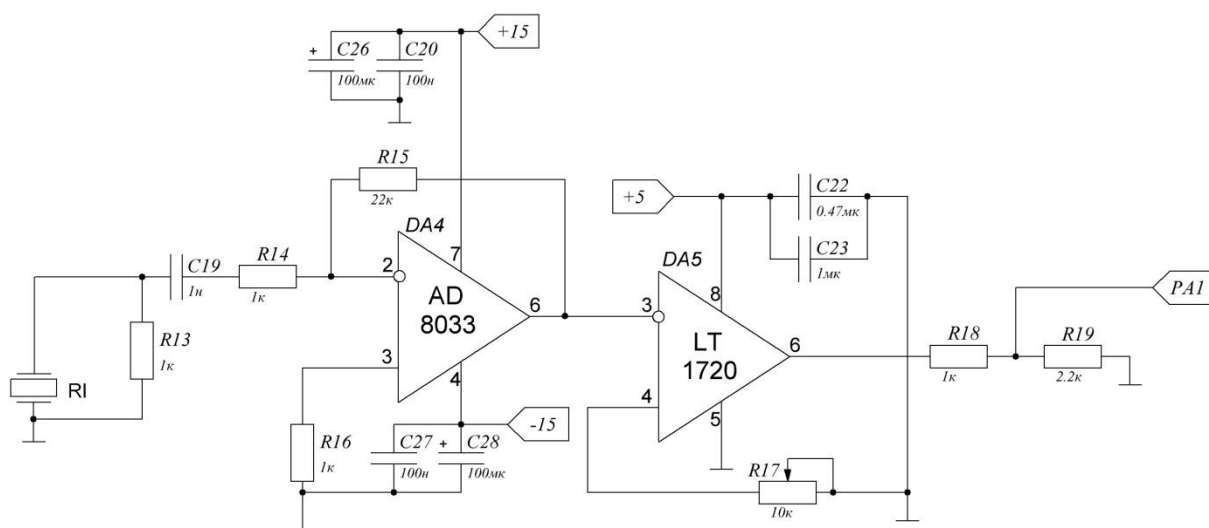 +15
+ C26
100мк
C20
100н
R15
22к
+5
C22
0.47мк
C23
1мк
DA4
7
DA5
8
C19
1н
R14
1к
2
AD
8033
6
3
LT
1720
6
PA1
R18
1к
R19
2.2к
R13
1к
3
4
4
5
RI
-15
R16
1к
C27
100н
+ C28
100мк
R17
10к